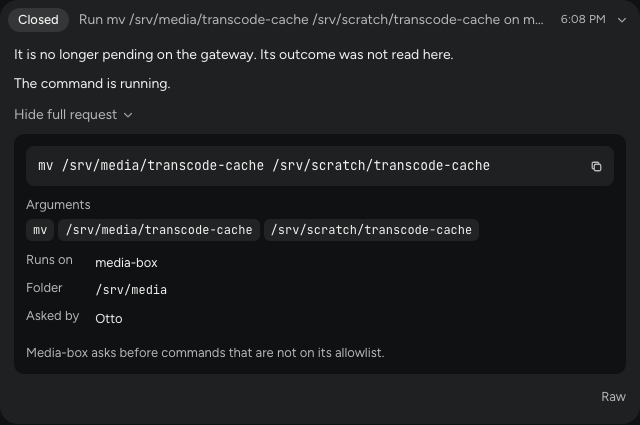 Closed Run mv /srv/media/transcode-cache /srv/scratch/transcode-cache on m... 6:08 PM
It is no longer pending on the gateway. Its outcome was not read here.
The command is running.
Hide full request
mv /srv/media/transcode-cache /srv/scratch/transcode-cache
Arguments
mv /srv/media/transcode-cache /srv/scratch/transcode-cache
Runs on media-box
Folder /srv/media
Asked by Otto
Media-box asks before commands that are not on its allowlist.
Raw